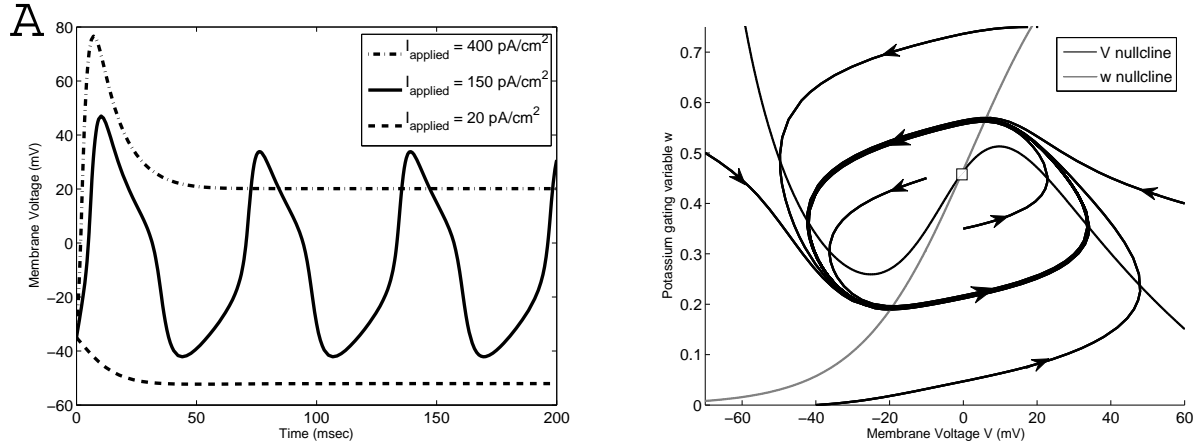 A
80
60
40
20
0
−20
−40
−60
0
50
100
150
200
Membrane Voltage (mV)
Time (msec)
I_applied = 400 pA/cm²
I_applied = 150 pA/cm²
I_applied = 20 pA/cm²
0.7
0.6
0.5
0.4
0.3
0.2
0.1
0
−60
−40
−20
0
20
40
60
Potassium gating variable w
Membrane Voltage V (mV)
V nullcline
w nullcline